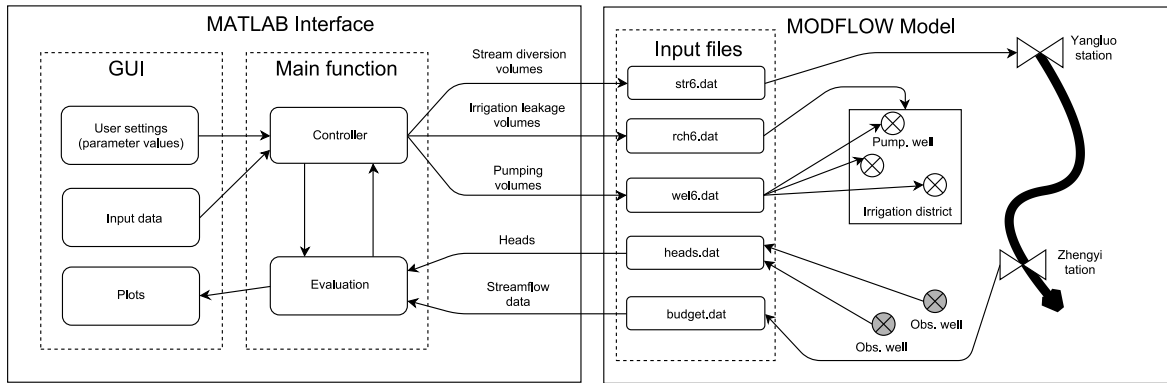 MATLAB Interface
GUI
User settings
(parameter values)
Input data
Plots
Main function
Controller
Evaluation
Stream diversion
volumes
Irrigation leakage
volumes
Pumping
volumes
Heads
Streamflow
data
MODFLOW Model
Input files
str6.dat
rch6.dat
wel6.dat
heads.dat
budget.dat
Yangluo
station
Pump. well
Irrigation district
Zhengyi
tation
Obs. well
Obs. well